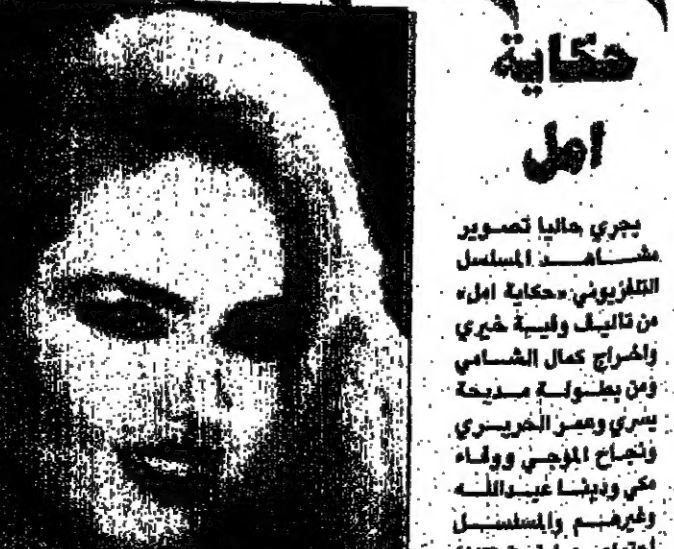 حكاية
امل
يجري حاليا تصوير
مشاهد المسلسل
التلفزيوني «حكاية امل»
من تاليف وفية خيري
واخراج كمال الشامي
ومن بطولة مديحة
يسري وعمر الحريري
ونجاح الموجي ووفاء
مكي ودينا عبدالله
وغيرهم والمسلسل